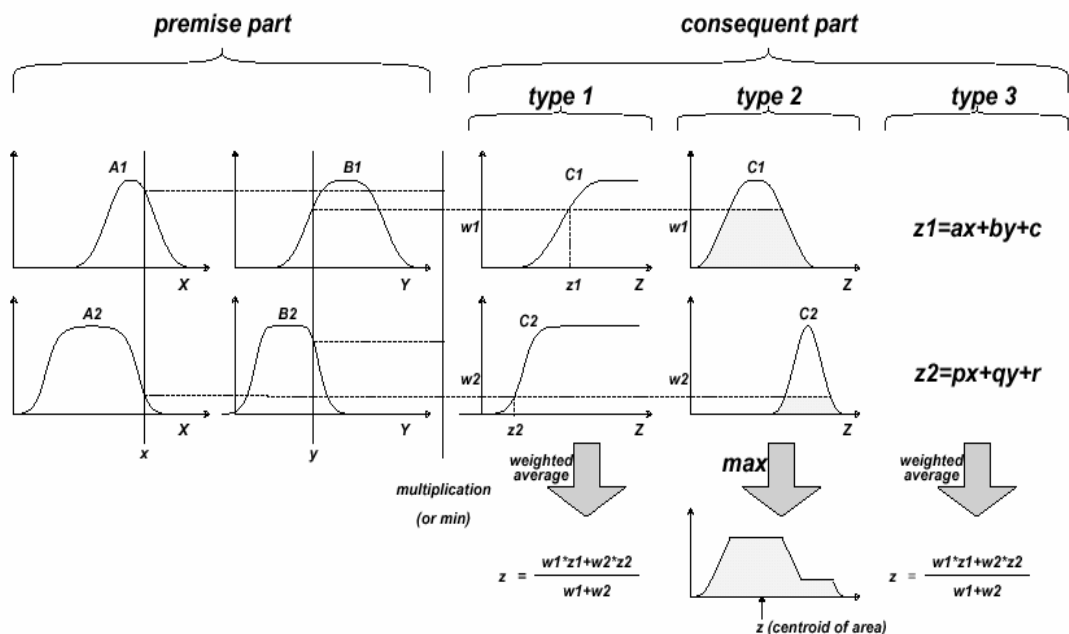 premise part
consequent part
type 1
type 2
type 3
A1
B1
C1
C1
w1
w1
z1=ax+by+c
X
Y
z1
Z
Z
A2
B2
C2
C2
w2
w2
z2=px+qy+r
X
Y
z2
Z
Z
x
y
multiplication
(or min)
weighted
average
max
weighted
average
z = w1*z1+w2*z2
w1+w2
z = w1*z1+w2*z2
w1+w2
z (centroid of area)